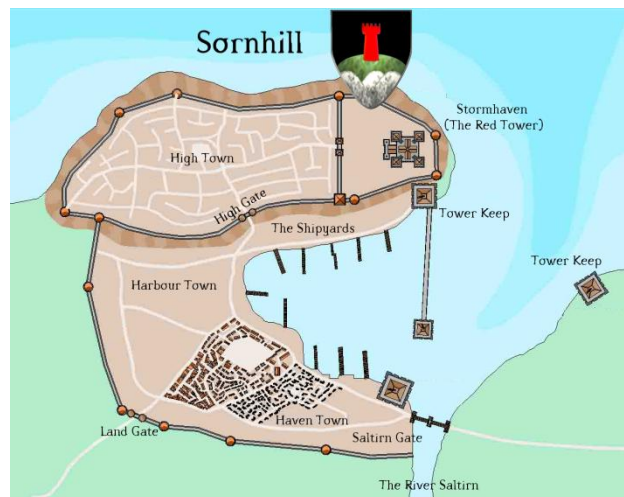 Sørnhill
Stormhaven
(The Red Tower)
High Town
High Gate
Tower Keep
The Shipyards
Tower Keep
Harbour Town
Haven Town
Land Gate
Saltirn Gate
The River Saltirn